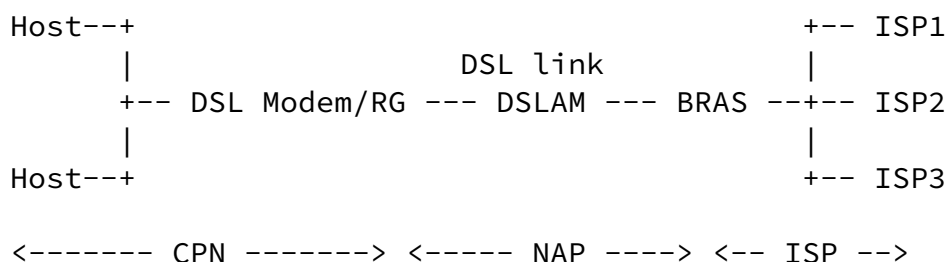 Host--+                                  +-- ISP1
      |                DSL link          |
      +-- DSL Modem/RG --- DSLAM --- BRAS --+-- ISP2
      |                                  |
Host--+                                  +-- ISP3
<------- CPN -------> <----- NAP ----> <-- ISP -->